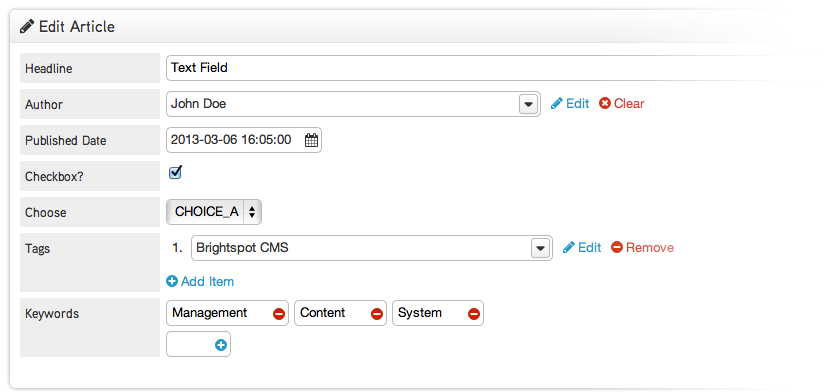 Edit Article
Headline Text Field
Author John Doe Edit Clear
Published Date 2013-03-06 16:05:00
Checkbox?
Choose CHOICE_A
Tags 1. Brightspot CMS Edit Remove
Add Item
Keywords Management Content System